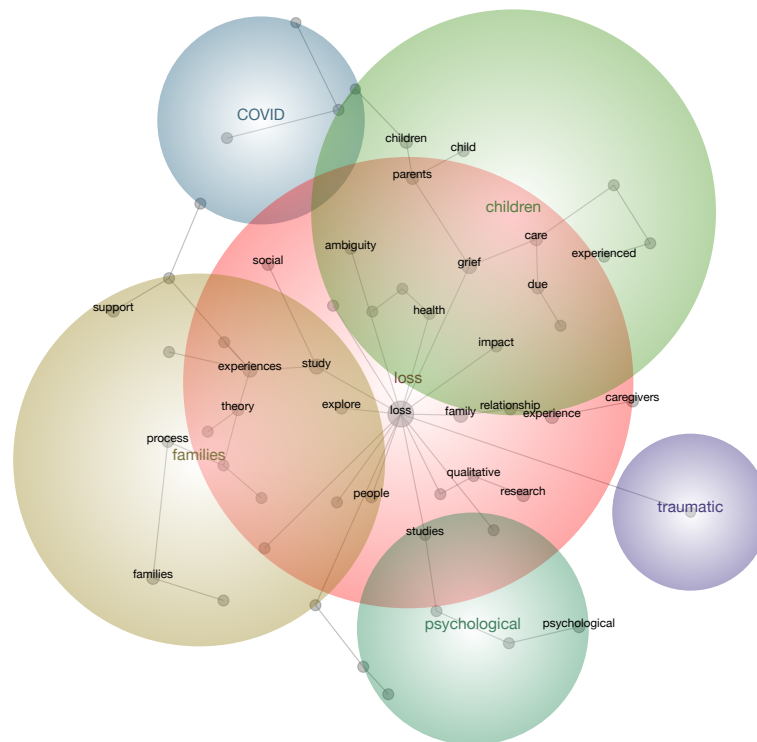 COVID
children
child
parents
children
care
ambiguity
experienced
social
grief
due
support
health
impact
study
experiences
loss
theory
explore
loss
family
relationship
experience
caregivers
process
families
qualitative
people
research
traumatic
studies
families
psychological
psychological